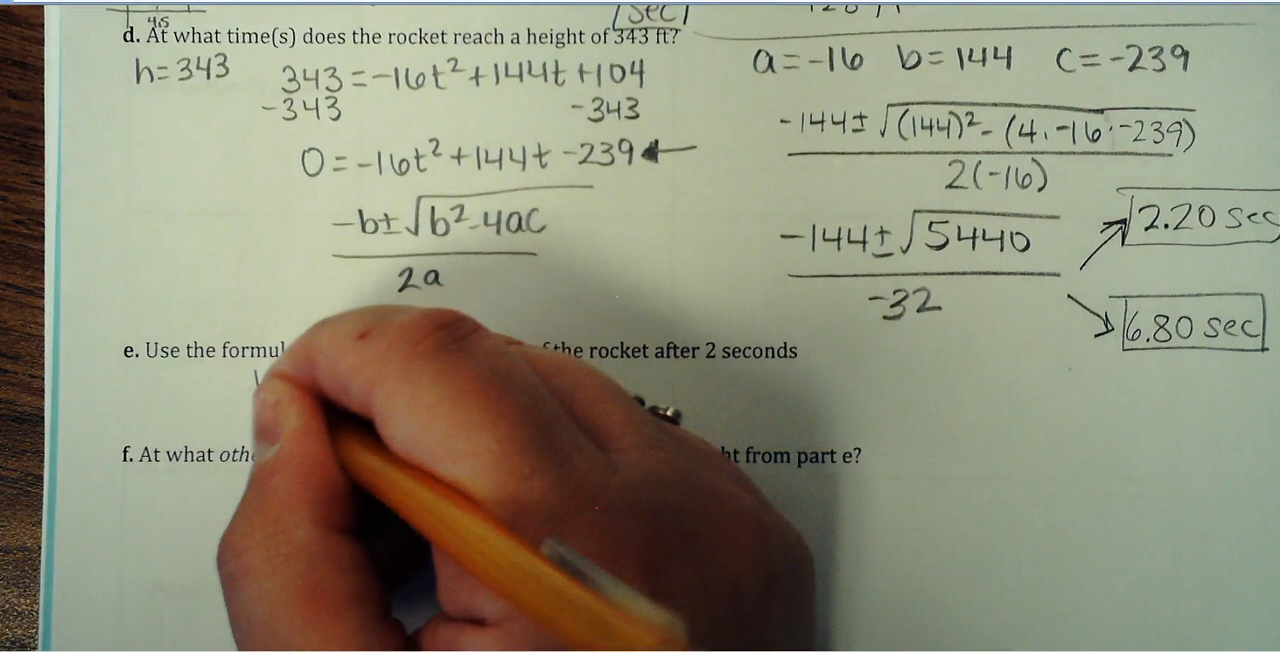 4.5
d. At what time(s) does the rocket reach a height of 343 ft?
h=343
343=-16t²+144t+104
-343 -343
0=-16t²+144t-239
-b±√b²-4ac
2a
a=-16 b=144 c=-239
-144±√(144)²-(4·-16·-239)
2(-16)
-144±√5440
-32
2.20 sec
6.80 sec
e. Use the formul the rocket after 2 seconds
f. At what oth from part e?